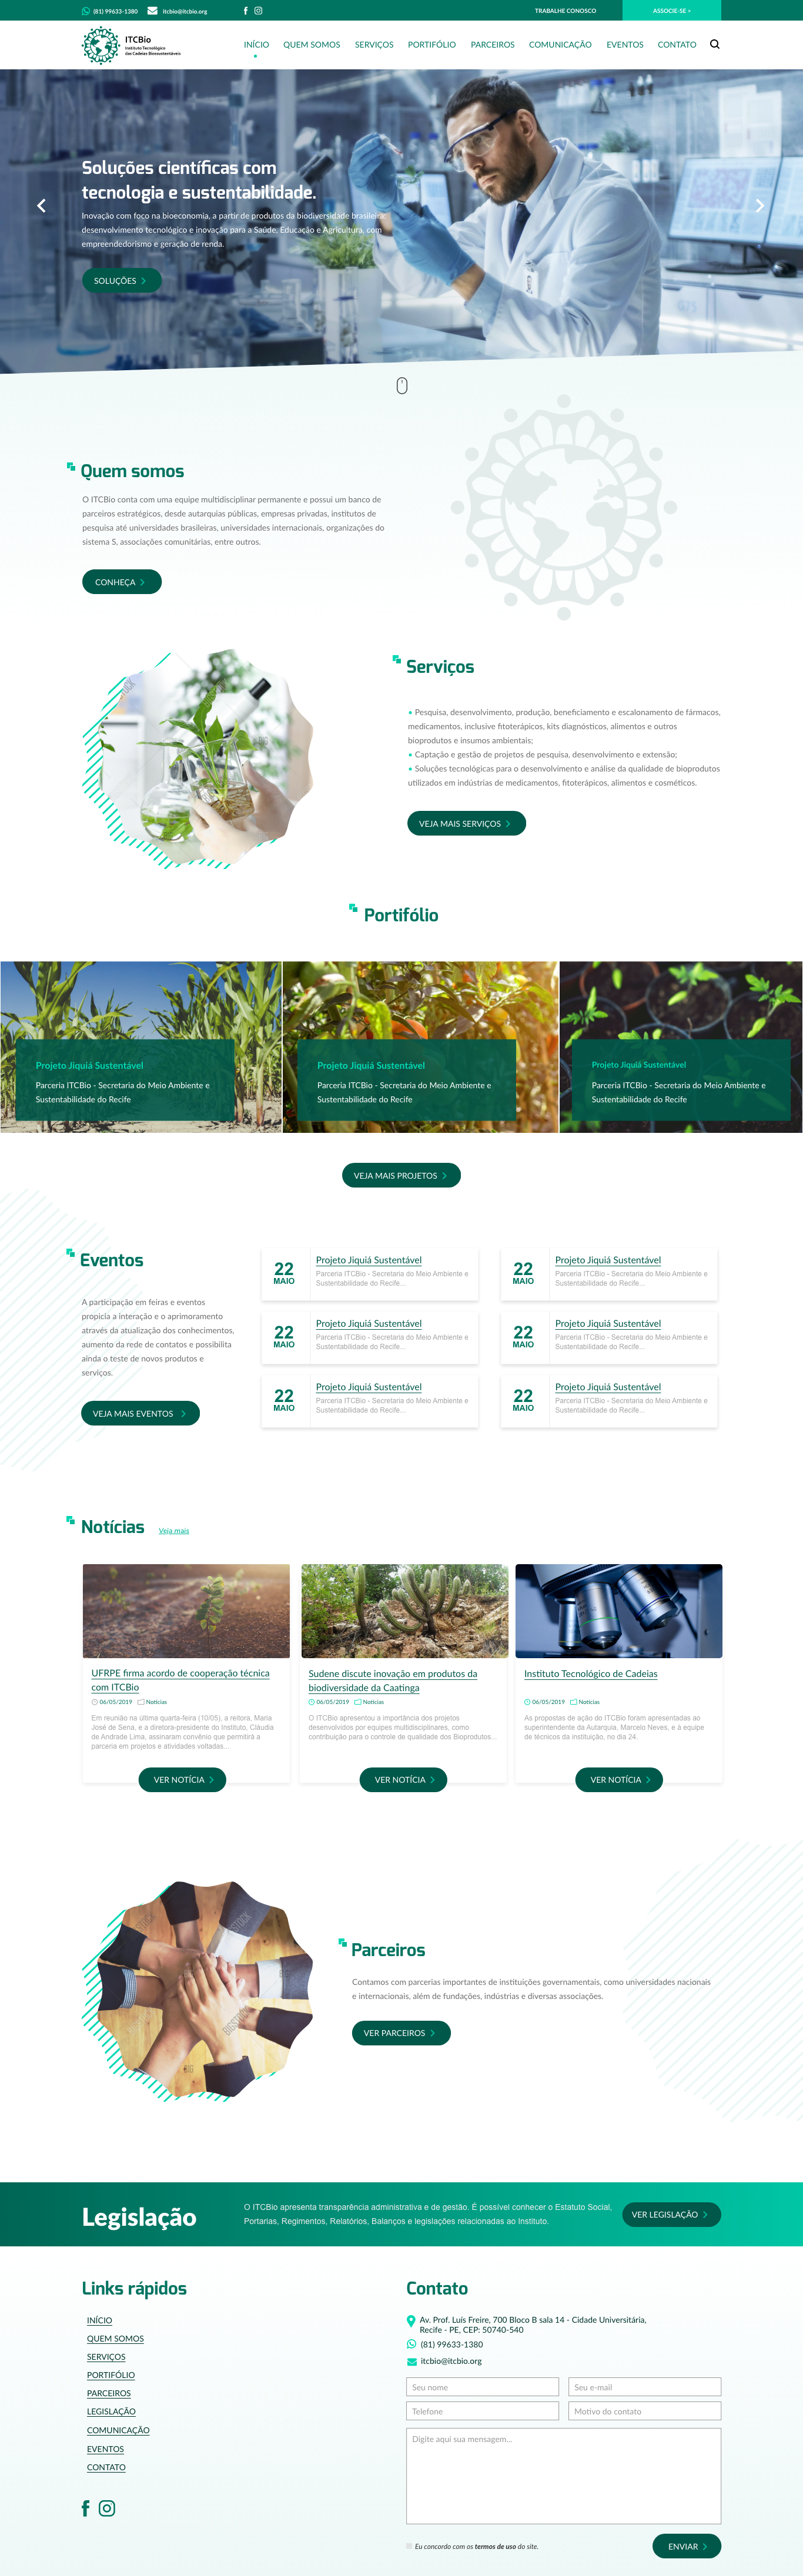 (81) 99633-1380 itcbio@itcbio.org TRABALHE CONOSCO ASSOCIE-SE >
ITCBio
Instituto Tecnológico
das Cadeias Biossustentáveis
INÍCIO QUEM SOMOS SERVIÇOS PORTIFÓLIO PARCEIROS COMUNICAÇÃO EVENTOS CONTATO
Soluções científicas com
tecnologia e sustentabilidade.
Inovação com foco na bioeconomia, a partir de produtos da biodiversidade brasileira:
desenvolvimento tecnológico e inovação para a Saúde, Educação e Agricultura, com
empreendedorismo e geração de renda.
SOLUÇÕES
Quem somos
O ITCBio conta com uma equipe multidisciplinar permanente e possui um banco de
parceiros estratégicos, desde autarquias públicas, empresas privadas, institutos de
pesquisa até universidades brasileiras, universidades internacionais, organizações do
sistema S, associações comunitárias, entre outros.
CONHEÇA
Serviços
• Pesquisa, desenvolvimento, produção, beneficiamento e escalonamento de fármacos,
medicamentos, inclusive fitoterápicos, kits diagnósticos, alimentos e outros
bioprodutos e insumos ambientais;
• Captação e gestão de projetos de pesquisa, desenvolvimento e extensão;
• Soluções tecnológicas para o desenvolvimento e análise da qualidade de bioprodutos
utilizados em indústrias de medicamentos, fitoterápicos, alimentos e cosméticos.
VEJA MAIS SERVIÇOS
Portifólio
Projeto Jiquiá Sustentável
Parceria ITCBio - Secretaria do Meio Ambiente e
Sustentabilidade do Recife
Projeto Jiquiá Sustentável
Parceria ITCBio - Secretaria do Meio Ambiente e
Sustentabilidade do Recife
Projeto Jiquiá Sustentável
Parceria ITCBio - Secretaria do Meio Ambiente e
Sustentabilidade do Recife
VEJA MAIS PROJETOS
Eventos
A participação em feiras e eventos
propicia a interação e o aprimoramento
através da atualização dos conhecimentos,
aumento da rede de contatos e possibilita
ainda o teste de novos produtos e
serviços.
VEJA MAIS EVENTOS
22
MAIO
Projeto Jiquiá Sustentável
Parceria ITCBio - Secretaria do Meio Ambiente e
Sustentabilidade do Recife...
22
MAIO
Projeto Jiquiá Sustentável
Parceria ITCBio - Secretaria do Meio Ambiente e
Sustentabilidade do Recife...
22
MAIO
Projeto Jiquiá Sustentável
Parceria ITCBio - Secretaria do Meio Ambiente e
Sustentabilidade do Recife...
22
MAIO
Projeto Jiquiá Sustentável
Parceria ITCBio - Secretaria do Meio Ambiente e
Sustentabilidade do Recife...
22
MAIO
Projeto Jiquiá Sustentável
Parceria ITCBio - Secretaria do Meio Ambiente e
Sustentabilidade do Recife...
22
MAIO
Projeto Jiquiá Sustentável
Parceria ITCBio - Secretaria do Meio Ambiente e
Sustentabilidade do Recife...
Notícias Veja mais
UFRPE firma acordo de cooperação técnica
com ITCBio
06/05/2019 Notícias
Em reunião na última quarta-feira (10/05), a reitora, Maria
José de Sena, e a diretora-presidente do instituto, Cláudia
de Andrade Lima, assinaram convênio que permitirá a
parceria em projetos e atividades voltadas...
VER NOTÍCIA
Sudene discute inovação em produtos da
biodiversidade da Caatinga
06/05/2019 Notícias
O ITCBio apresentou a importância dos projetos
desenvolvidos por equipes multidisciplinares, como
contribuição para o controle de qualidade dos Bioprodutos...
VER NOTÍCIA
Instituto Tecnológico de Cadeias
06/05/2019 Notícias
As propostas de ação do ITCBio foram apresentadas ao
superintendente da Autarquia, Marcelo Neves, e à equipe
de técnicos da instituição, no dia 24.
VER NOTÍCIA
Parceiros
Contamos com parcerias importantes de instituições governamentais, como universidades nacionais
e internacionais, além de fundações, indústrias e diversas associações.
VER PARCEIROS
Legislação
O ITCBio apresenta transparência administrativa e de gestão. É possível conhecer o Estatuto Social,
Portarias, Regimentos, Relatórios, Balanços e legislações relacionadas ao Instituto.
VER LEGISLAÇÃO
Links rápidos
INÍCIO
QUEM SOMOS
SERVIÇOS
PORTIFÓLIO
PARCEIROS
LEGISLAÇÃO
COMUNICAÇÃO
EVENTOS
CONTATO
Contato
Av. Prof. Luís Freire, 700 Bloco B sala 14 - Cidade Universitária,
Recife - PE, CEP: 50740-540
(81) 99633-1380
itcbio@itcbio.org
Seu nome Seu e-mail
Telefone Motivo do contato
Digite aqui sua mensagem...
Eu concordo com os termos de uso do site.
ENVIAR